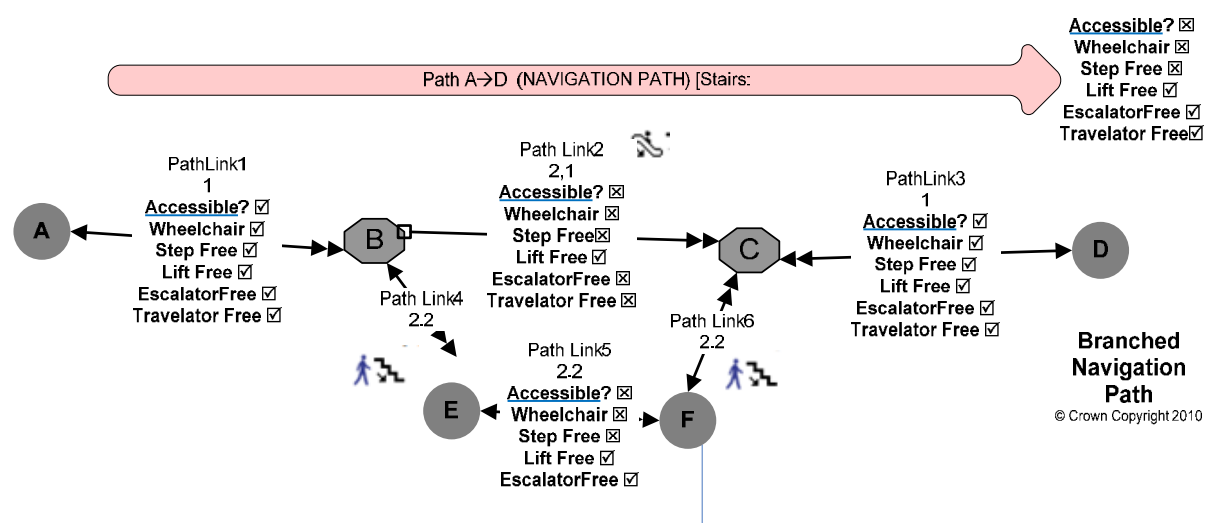 Accessible? ☒
Wheelchair ☒
Step Free ☒
Lift Free ☑
EscalatorFree ☑
Travelator Free☑
Path A→D (NAVIGATION PATH) [Stairs:
PathLink1
1
Accessible? ☑
Wheelchair ☑
Step Free ☑
Lift Free ☑
EscalatorFree ☑
Travelator Free ☑
Path Link2
2,1
Accessible? ☒
Wheelchair ☒
Step Free☒
Lift Free ☑
EscalatorFree ☒
Travelator Free ☒
PathLink3
1
Accessible? ☑
Wheelchair ☑
Step Free ☑
Lift Free ☑
EscalatorFree ☑
Travelator Free ☑
A
B
C
D
Path Link4
2.2
Path Link6
2.2
Path Link5
2.2
Accessible? ☒
Wheelchair ☒
Step Free ☒
Lift Free ☑
EscalatorFree ☑
E
F
Branched
Navigation
Path
© Crown Copyright 2010